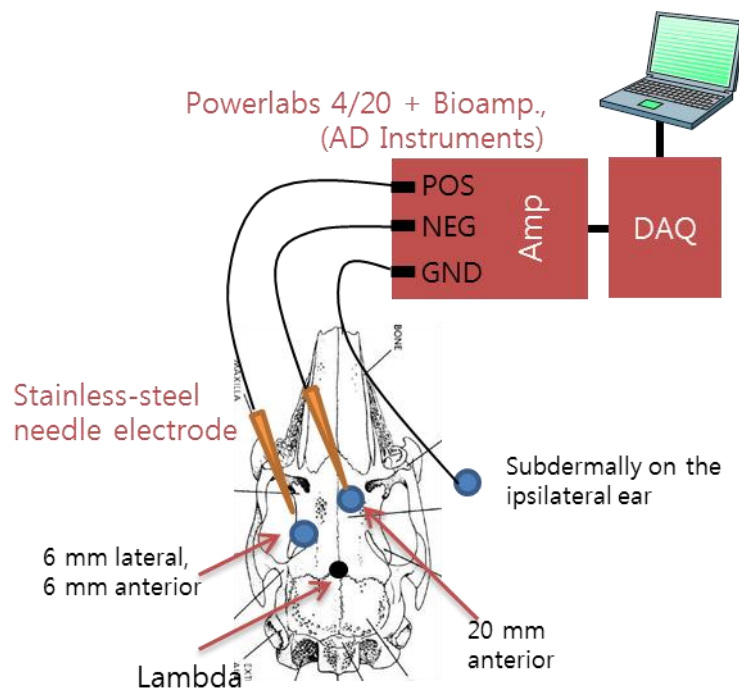 Powerlabs 4/20 + Bioamp.,
(AD Instruments)
POS
NEG
GND
Amp
DAQ
BONE
MAXILLA
Stainless-steel
needle electrode
Subdermally on the
ipsilateral ear
6 mm lateral,
6 mm anterior
20 mm
anterior
Lambda